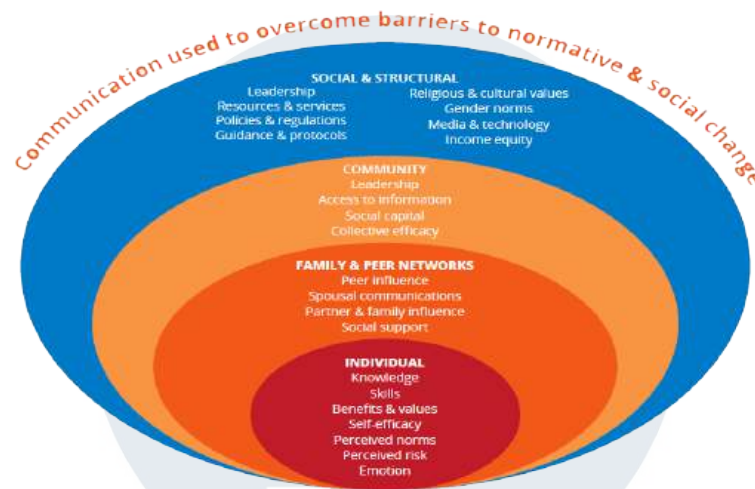 Communication used to overcome barriers to normative & social change
SOCIAL & STRUCTURAL
Leadership
Resources & services
Policies & regulations
Guidance & protocols
Religious & cultural values
Gender norms
Media & technology
Income equity
COMMUNITY
Leadership
Access to information
Social capital
Collective efficacy
FAMILY & PEER NETWORKS
Peer influence
Spousal communications
Partner & family influence
Social support
INDIVIDUAL
Knowledge
Skills
Benefits & values
Self-efficacy
Perceived norms
Perceived risk
Emotion